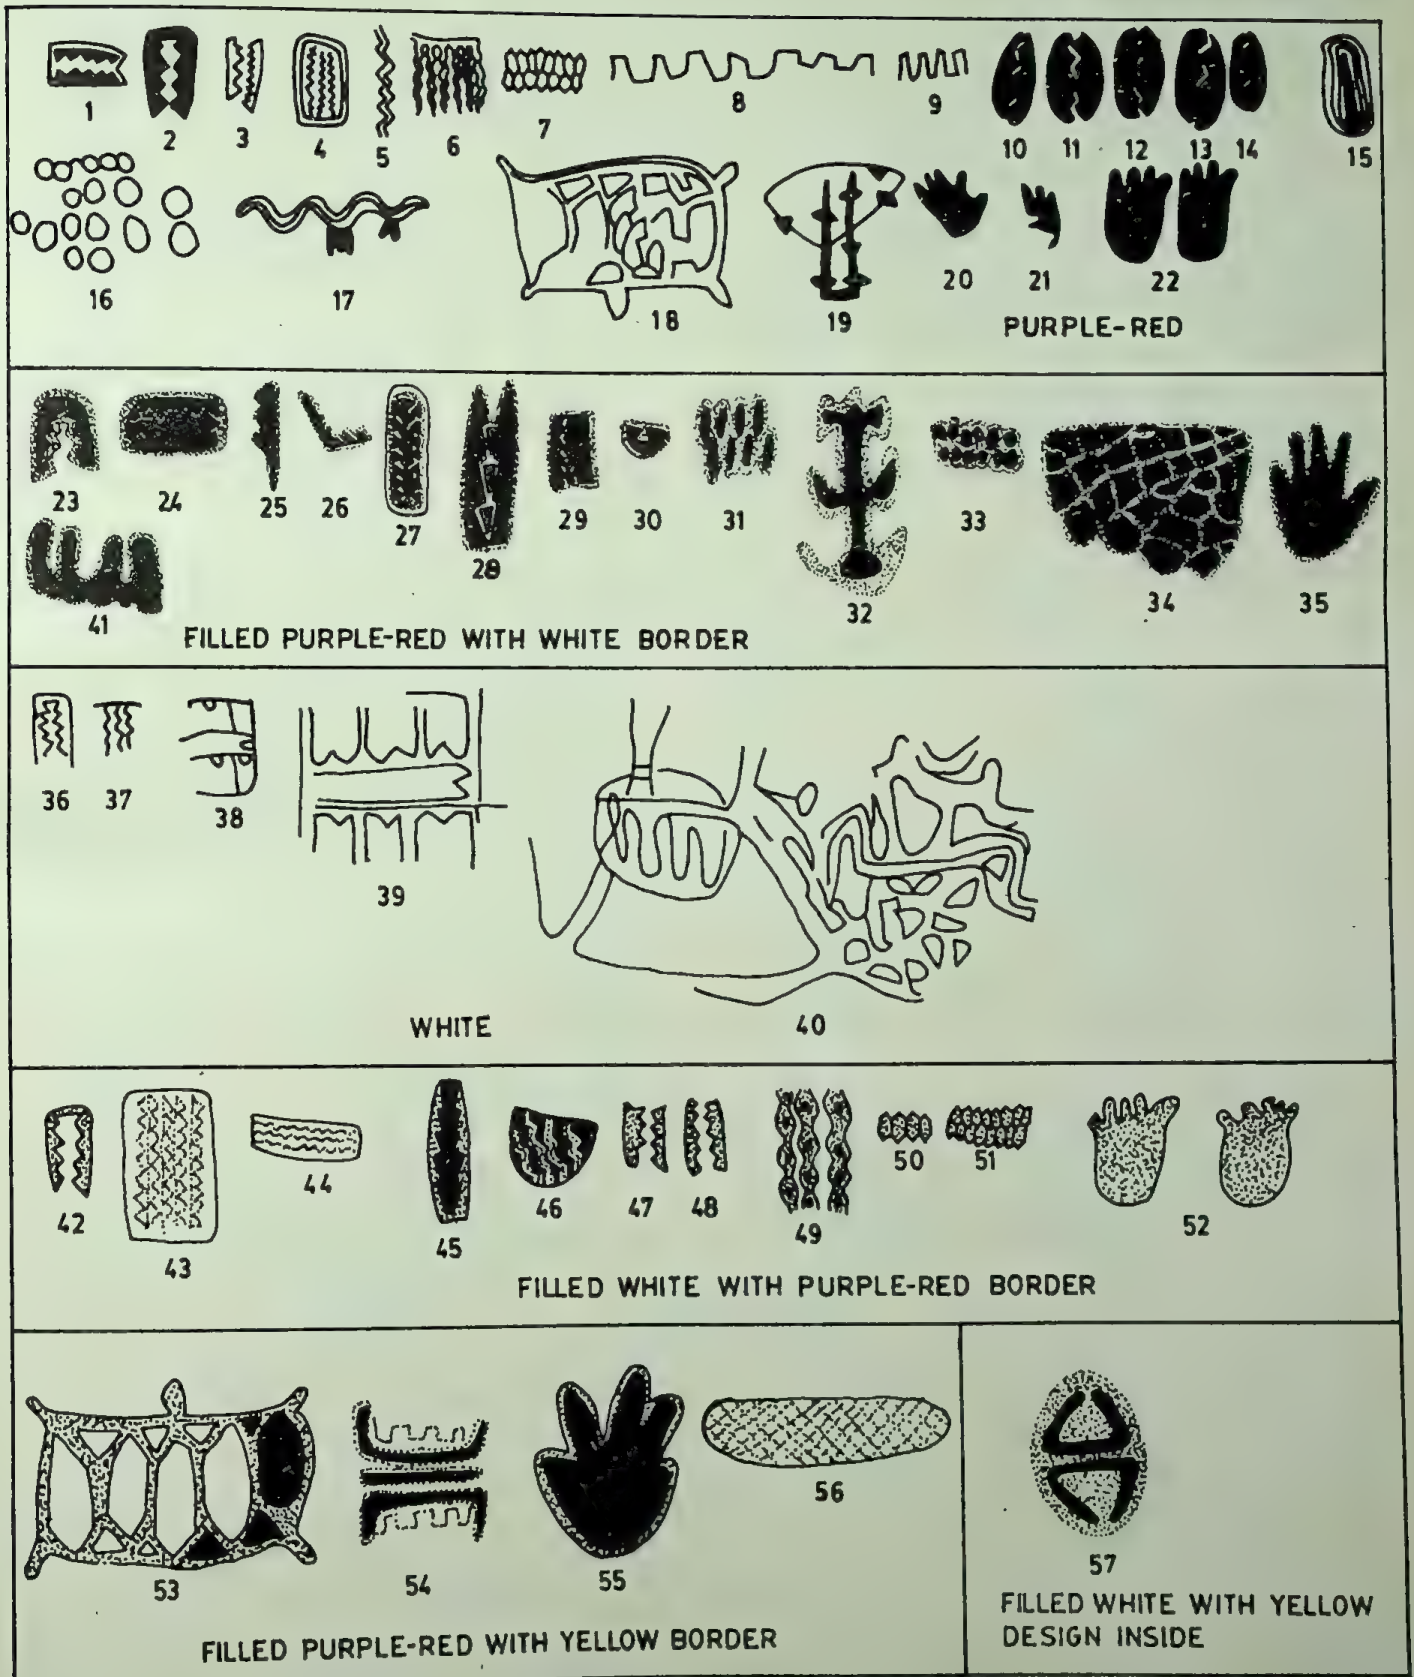 1 2 3 4 5 6 7 8 9 10 11 12 13 14 15
16 17 18 19 20 21 22
PURPLE-RED
23 24 25 26 27 28 29 30 31 32 33 34 35
41
FILLED PURPLE-RED WITH WHITE BORDER
36 37 38 39 40
WHITE
42 43 44 45 46 47 48 49 50 51 52
FILLED WHITE WITH PURPLE-RED BORDER
53 54 55 56
FILLED PURPLE-RED WITH YELLOW BORDER
57
FILLED WHITE WITH YELLOW
DESIGN INSIDE